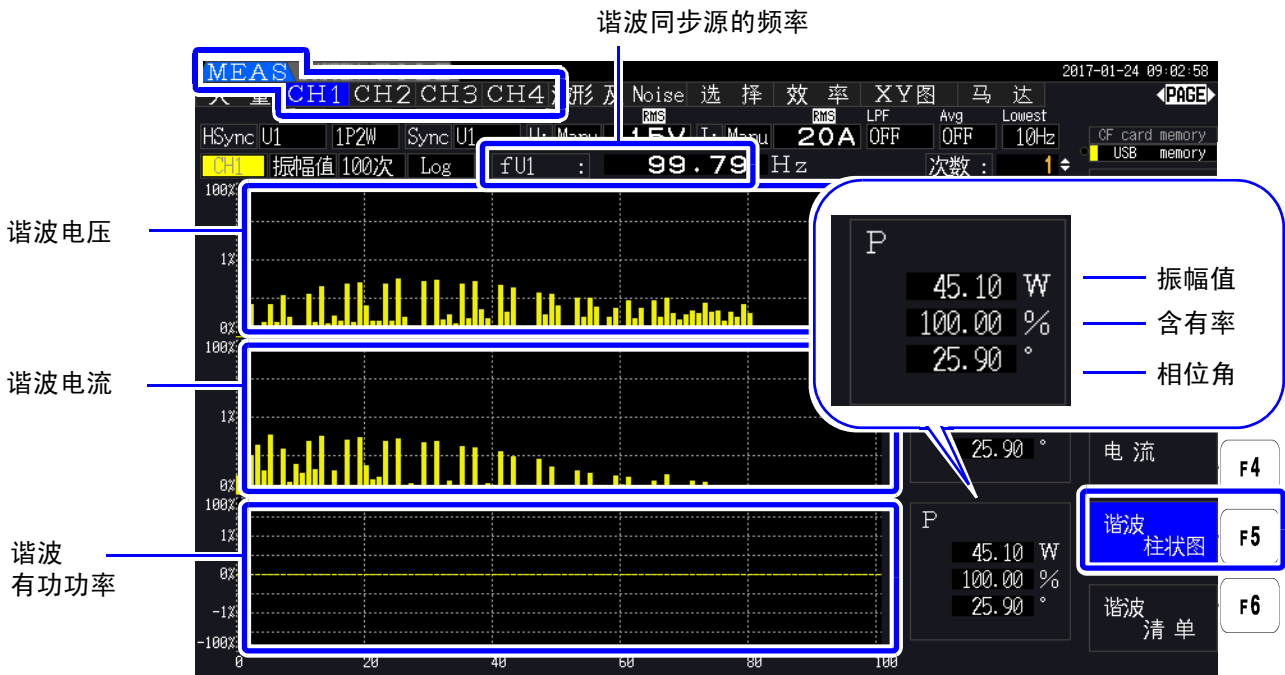 谐波同步源的频率
MEAS
2017-01-24 09:02:58
CH1 CH2 CH3 CH4 形 及 Noise 选择 效率 XY图 马达
PAGE
RMS RMS LPF Avg Lowest
HSync U1 1P2W Sync U1 U: Manu 15V I: Manu 20A OFF OFF 10Hz
CF card memory
USB memory
CH1 振幅值 100次 Log fU1 : 99.79 Hz 次数: 1
谐波电压
100%
1%
0%
P
45.10 W 振幅值
100.00 % 含有率
25.90 ° 相位角
谐波电流
100%
1%
0%
25.90 °
电流 F4
谐波
有功功率
100%
1%
0%
-1%
-100%
0 20 40 60 80 100
P
45.10 W
100.00 %
25.90 °
谐波
柱状图 F5
谐波
清单 F6